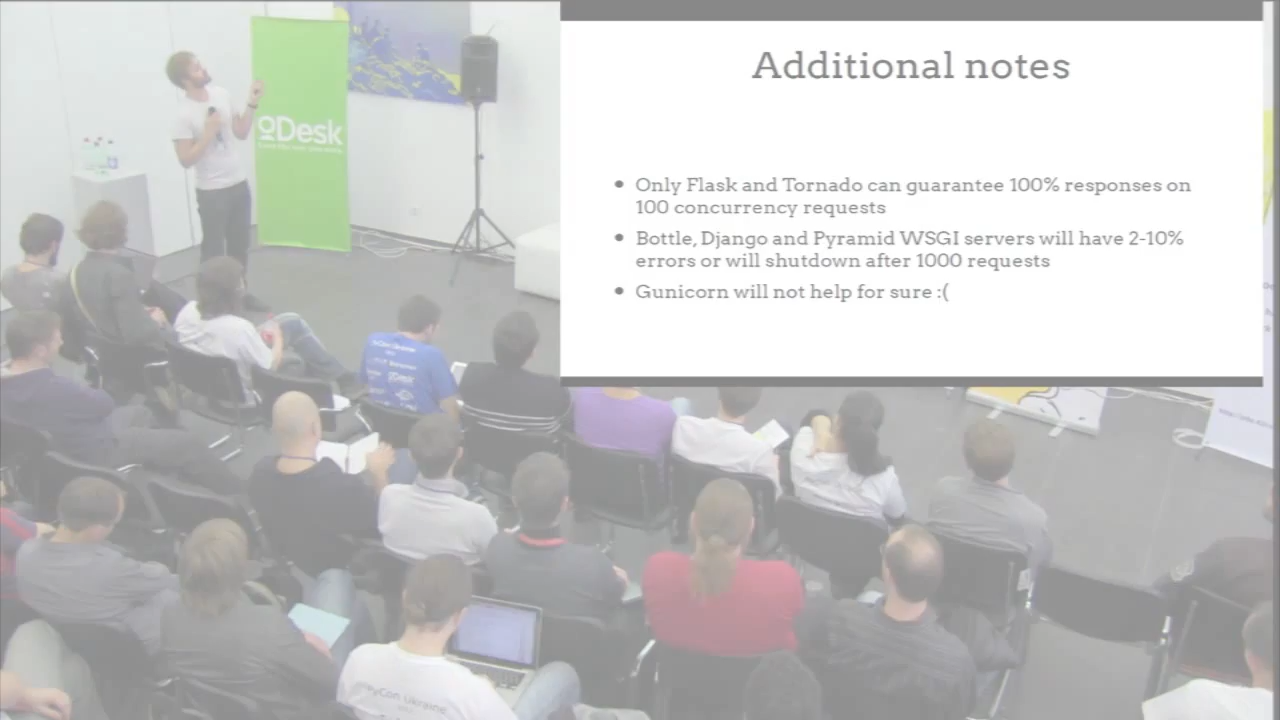 Additional notes
• Only Flask and Tornado can guarantee 100% responses on
100 concurrency requests
• Bottle, Django and Pyramid WSGI servers will have 2-10%
errors or will shutdown after 1000 requests
• Gunicorn will not help for sure :(
oDesk
PyCon Ukraine